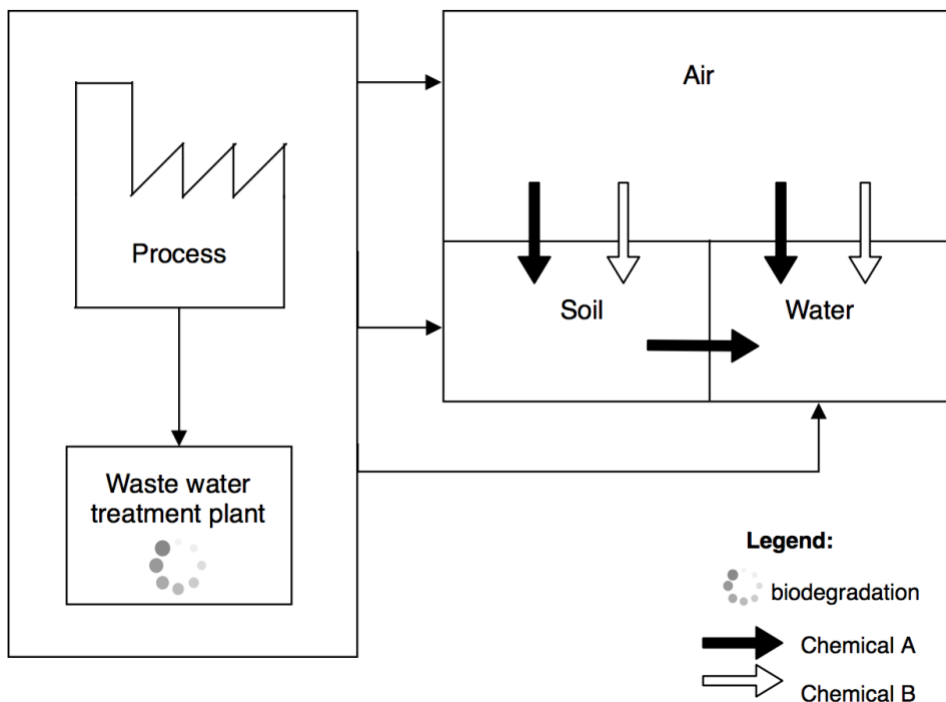 Air
Process
Soil
Water
Waste water
treatment plant
Legend:
biodegradation
Chemical A
Chemical B